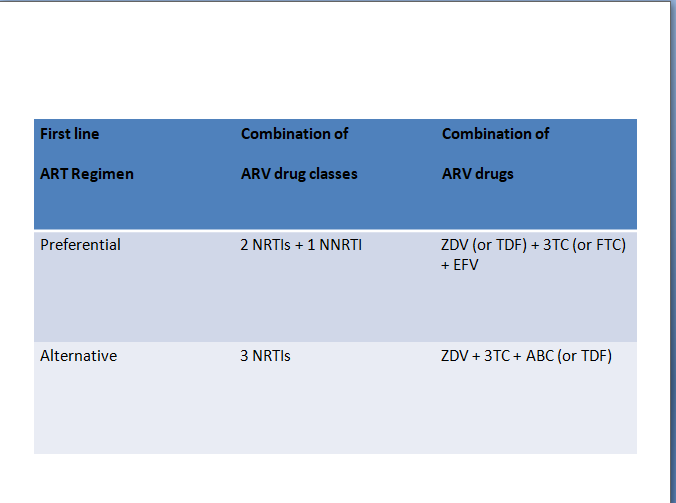 First line
ART Regimen
Combination of
ARV drug classes
Combination of
ARV drugs
Preferential
2 NRTIs + 1 NNRTI
ZDV (or TDF) + 3TC (or FTC)
+ EFV
Alternative
3 NRTIs
ZDV + 3TC + ABC (or TDF)